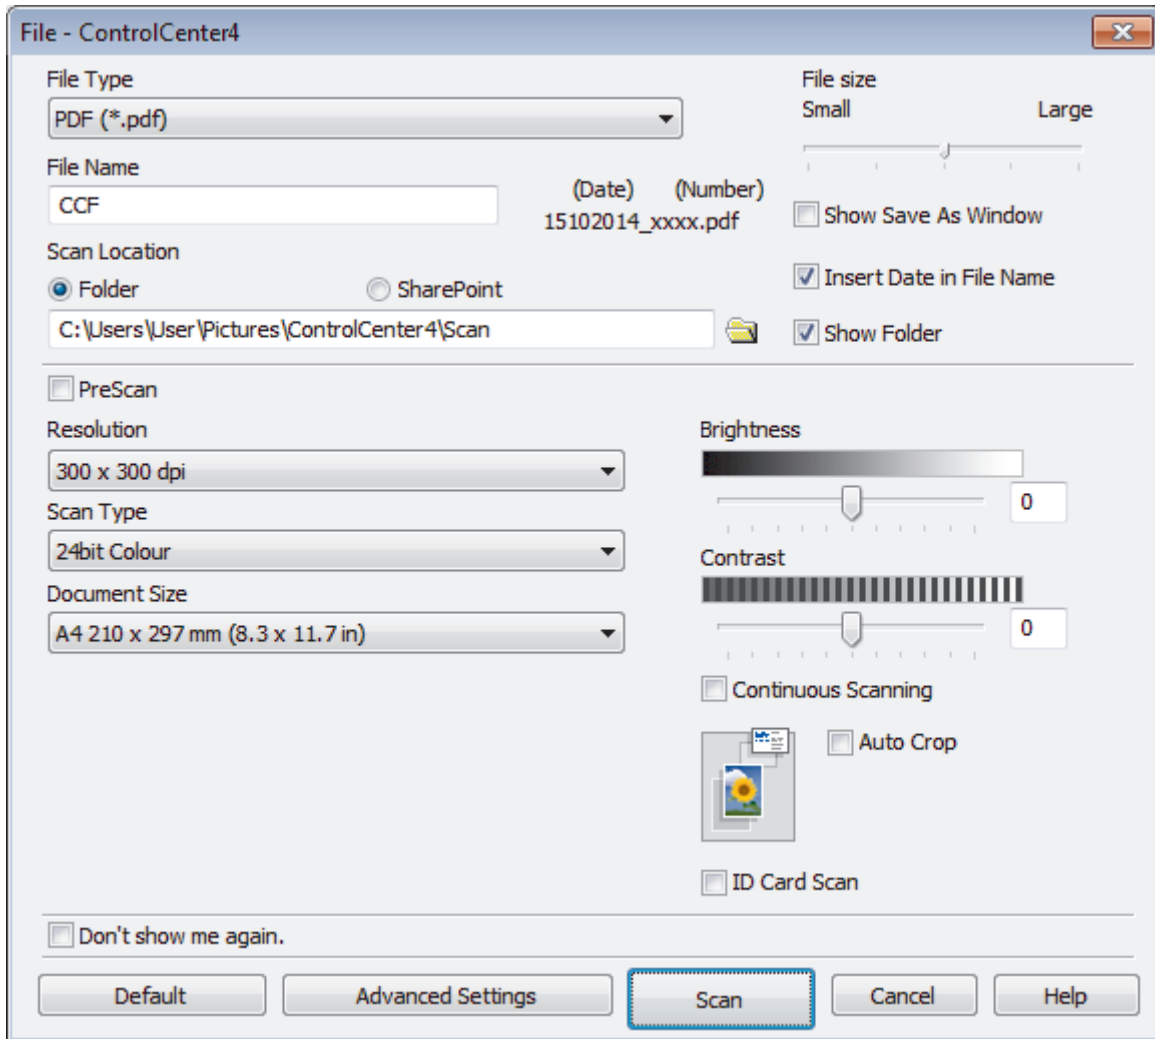 File - ControlCenter4
File Type
PDF (*.pdf)
File size
Small Large
File Name
CCF
(Date) (Number)
15102014_xxxx.pdf
Show Save As Window
Scan Location
Folder SharePoint
Insert Date in File Name
C:\Users\User\Pictures\ControlCenter4\Scan
Show Folder
PreScan
Resolution
300 x 300 dpi
Scan Type
24bit Colour
Document Size
A4 210 x 297 mm (8.3 x 11.7 in)
Brightness
0
Contrast
0
Continuous Scanning
Auto Crop
ID Card Scan
Don't show me again.
Default Advanced Settings Scan Cancel Help